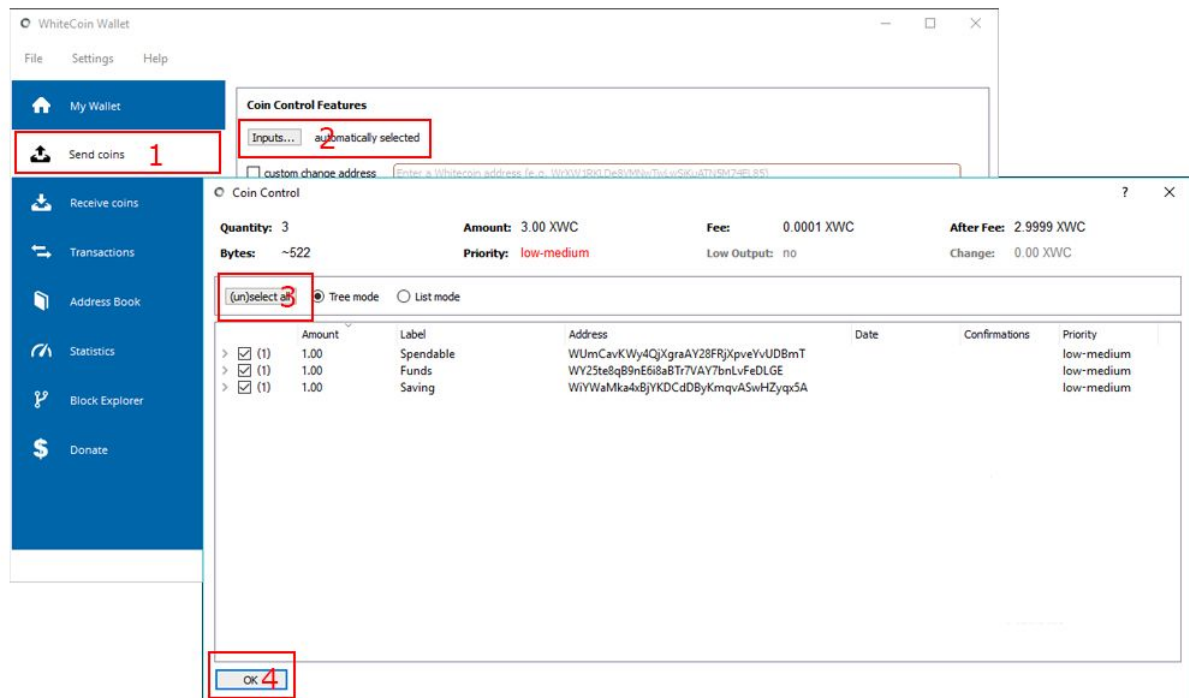 WhiteCoin Wallet
File Settings Help
My Wallet
Send coins 1
Receive coins
Transactions
Address Book
Statistics
Block Explorer
Donate
Coin Control Features
Inputs... 2 automatically selected
custom change address Enter a Whitecoin address (e.g.
Coin Control ?
Quantity: 3 Amount: 3.00 XWC Fee: 0.0001 XWC After Fee: 2.9999 XWC
Bytes: ~522 Priority: low-medium Low Output: no Change: 0.00 XWC
(un)select all 3 Tree mode List mode
Amount Label Address Date Confirmations Priority
(1) 1.00 Spendable WUmCavKWy4QjXgraAY28FRjXpveYvUDBmT low-medium
(1) 1.00 Funds WY25te8qB9nE6i8aBTr7VAY7bnLvFeDLGE low-medium
(1) 1.00 Saving WiYWaMka4xBjYKDCdDByKmqvASwHZyqx5A low-medium
OK 4